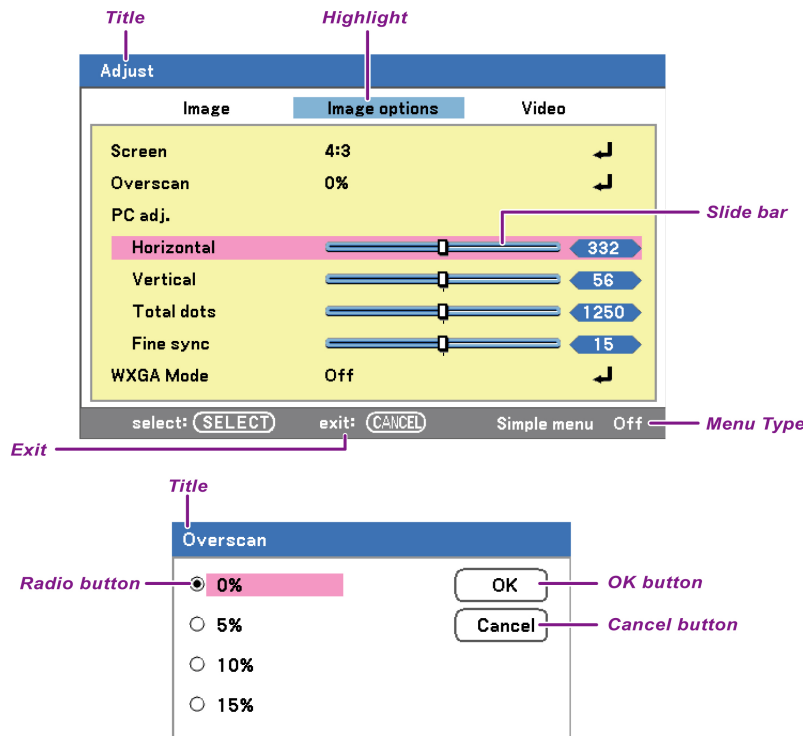 Title Highlight
Adjust
Image Image options Video
Screen 4:3
Overscan 0%
PC adj.
Slide bar
Horizontal 332
Vertical 56
Total dots 1250
Fine sync 15
WXGA Mode Off
select: SELECT exit: CANCEL Simple menu Off Menu Type
Exit
Title
Overscan
Radio button 0% OK OK button
5% Cancel Cancel button
10%
15%